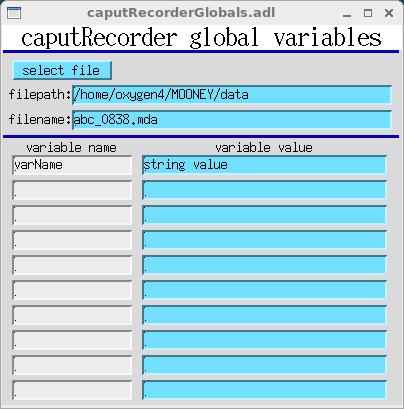 caputRecorderGlobals.adl
caputRecorder global variables
select file
filepath: /home/oxygen4/MOONEY/data
filename: abc_0838.mda
variable name variable value
varName string value